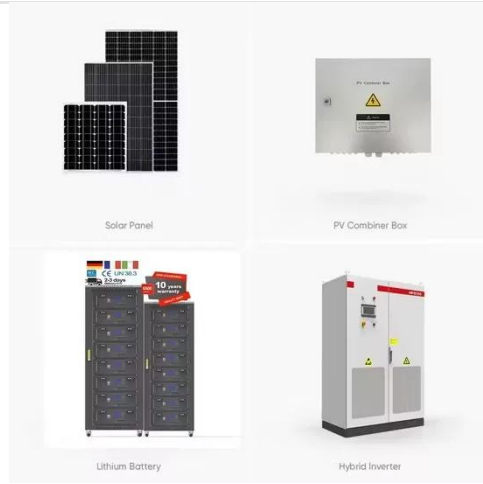 PV Combiner Box
Solar Panel
PV Combiner Box
CE UN38.3
2-3 days
10 years
warranty
Lithium Battery
Hybrid Inverter